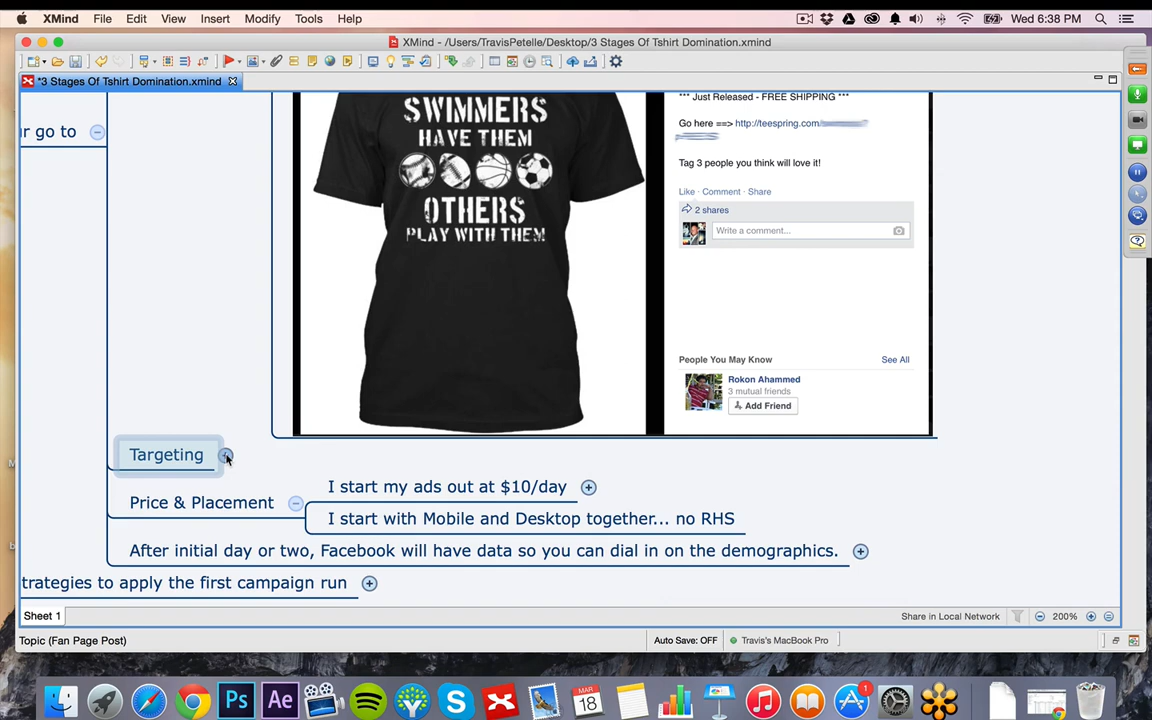 XMind File Edit View Insert Modify Tools Help Wed 6:38 PM
XMind - /Users/TravisPetelle/Desktop/3 Stages Of Tshirt Domination.xmind
*3 Stages Of Tshirt Domination.xmind
*** Just Released - FREE SHIPPING ***
SWIMMERS
HAVE THEM
OTHERS
PLAY WITH THEM
Go here ==> http://teespring.com/
Tag 3 people you think will love it!
Like · Comment · Share
2 shares
Write a comment...
People You May Know See All
Rokon Ahammed
3 mutual friends
Add Friend
r go to
Targeting
Price & Placement
I start my ads out at $10/day
I start with Mobile and Desktop together... no RHS
After initial day or two, Facebook will have data so you can dial in on the demographics.
trategies to apply the first campaign run
Sheet 1
Share in Local Network 200%
Topic (Fan Page Post) Auto Save: OFF Travis's MacBook Pro
Ps Ae MAR 18 1